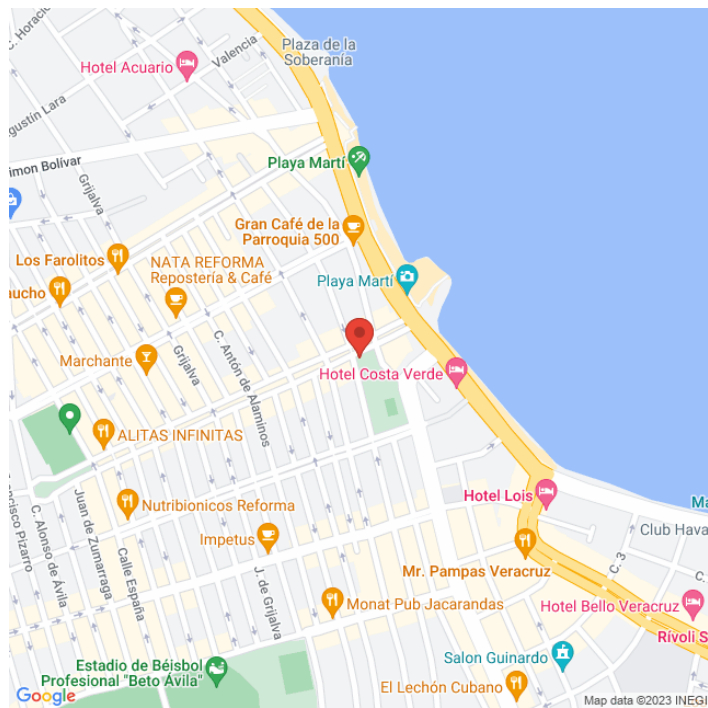 C. Horacio
Valencia
Hotel Acuario
Plaza de la
Soberanía
Agustín Lara
Simon Bolívar
Playa Martí
Grijalva
Gran Café de la
Parroquia 500
Los Farolitos
NATA REFORMA
Repostería & Café
Playa Martí
aucho
Grijalva
C. Antón de Alaminos
Marchante
Hotel Costa Verde
ALITAS INFINITAS
Francisco Pizarro
C. Alonso de Ávila
Juan de Zumarraga
Nutribionicos Reforma
Hotel Lois
Ma
Club Hava
Impetus
Calle España
J. de Grijalva
C. 3
C.
Mr. Pampas Veracruz
Monat Pub Jacarandas
Hotel Bello Veracruz
Rívoli S
Estadio de Béisbol
Profesional "Beto Ávila"
Salon Guinardo
El Lechón Cubano
Google
Map data ©2023 INEGI